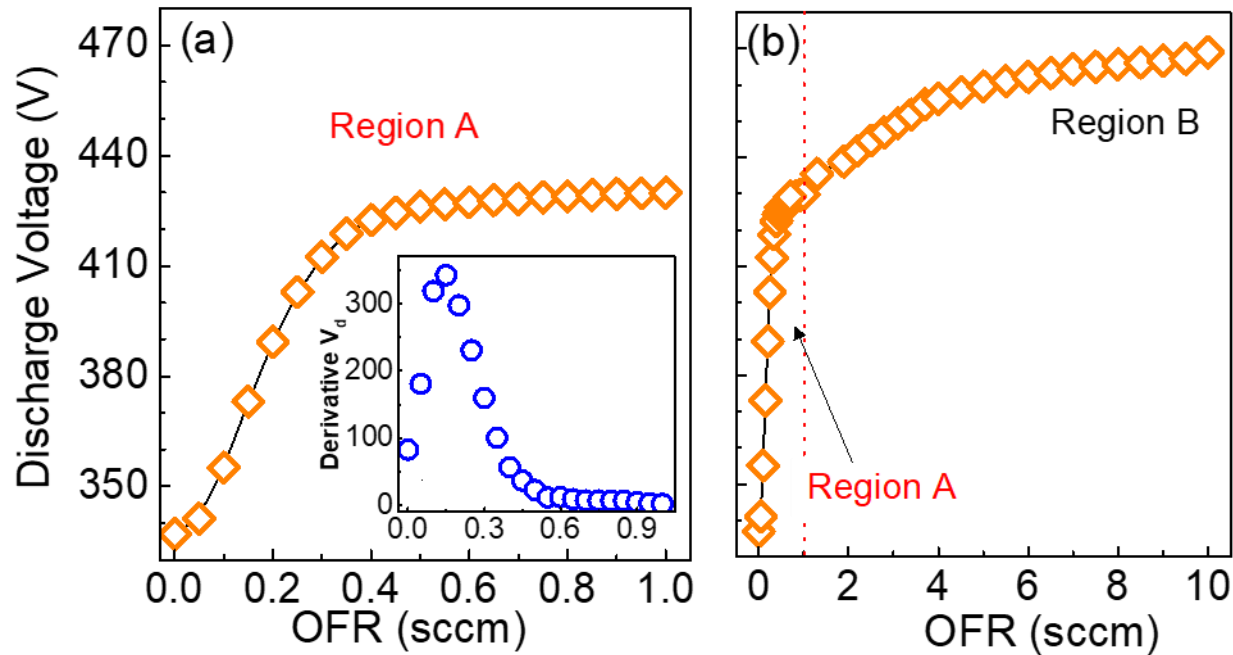 (a)
Region A
Discharge Voltage (V)
470
440
410
380
350
0.0 0.2 0.4 0.6 0.8 1.0
OFR (sccm)
Derivative V_d
300
200
100
0
0.0 0.3 0.6 0.9
(b)
Region B
Region A
0 2 4 6 8 10
OFR (sccm)